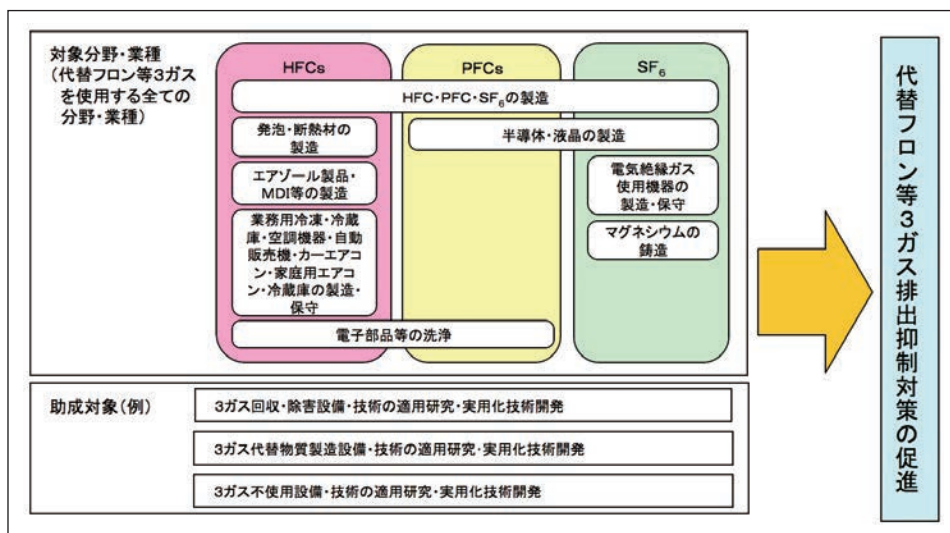 対象分野・業種
(代替フロン等3ガス
を使用する全ての
分野・業種)
HFCs
PFCs
SF₆
HFC・PFC・SF₆の製造
発泡・断熱材の
製造
半導体・液晶の製造
エアゾール製品・
MDI等の製造
電気絶縁ガス
使用機器の
製造・保守
業務用冷凍・冷蔵
庫・空調機器・自動
販売機・カーエアコ
ン・家庭用エアコ
ン・冷蔵庫の製造・
保守
マグネシウムの
鋳造
電子部品等の洗浄
助成対象(例)
3ガス回収・除害設備・技術の適用研究・実用化技術開発
3ガス代替物質製造設備・技術の適用研究・実用化技術開発
3ガス不使用設備・技術の適用研究・実用化技術開発
代替フロン等3ガス排出抑制対策の促進